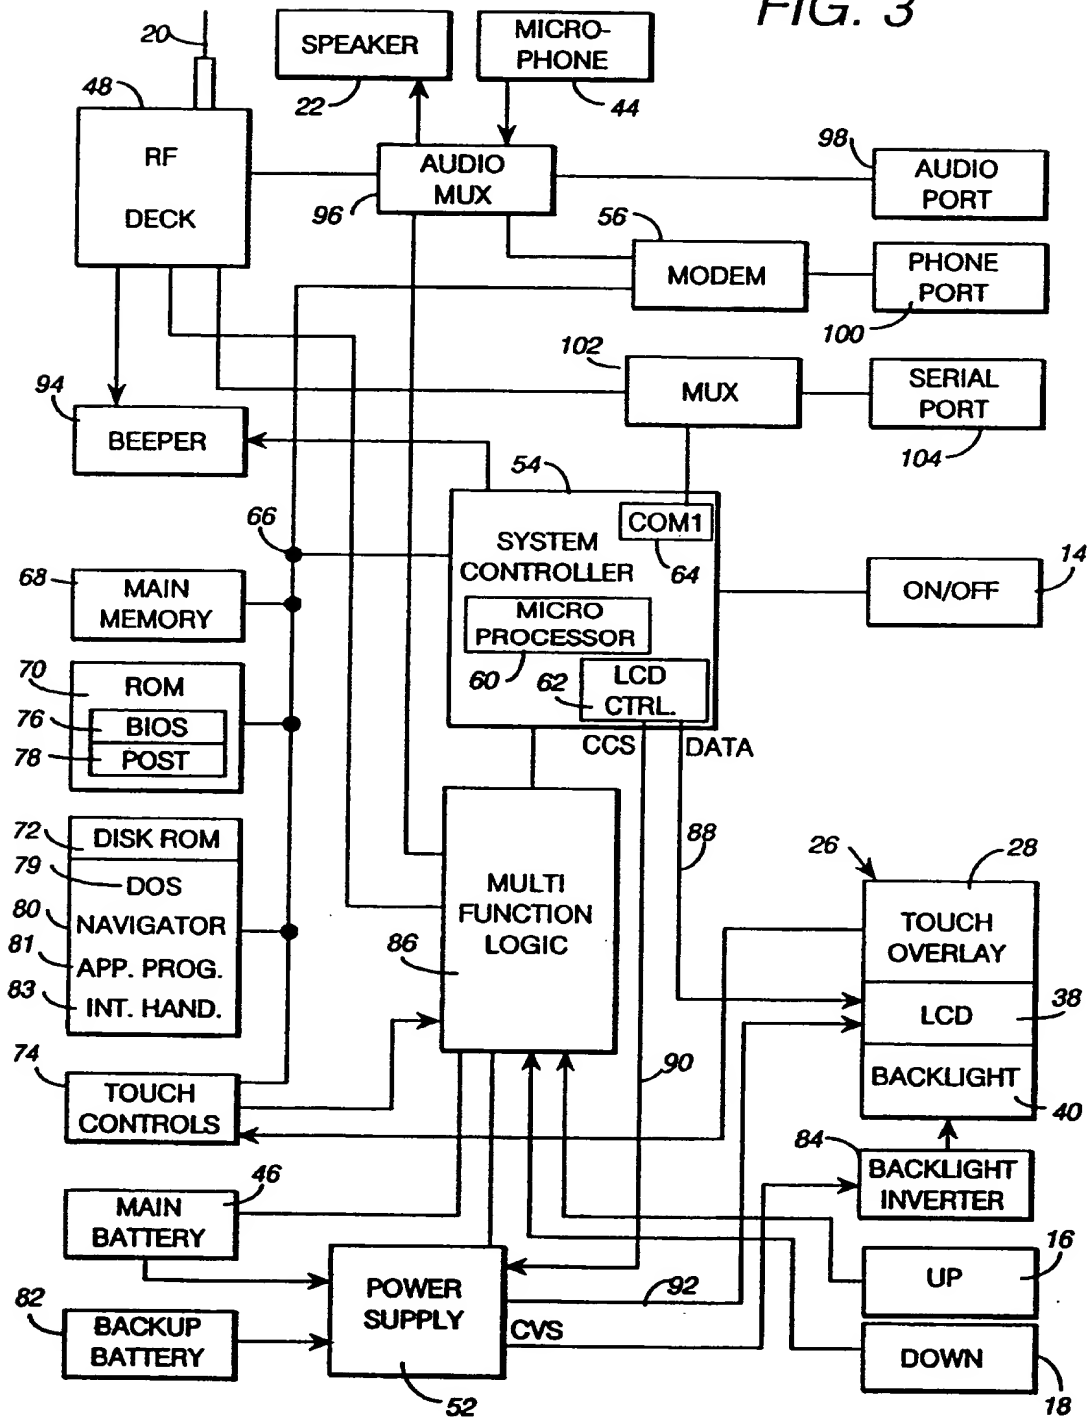 FIG. 3
20
SPEAKER
22
MICRO-
PHONE
44
48
RF
DECK
AUDIO
MUX
96
98
AUDIO
PORT
56
MODEM
PHONE
PORT
100
102
MUX
SERIAL
PORT
104
94
BEEPER
54
SYSTEM
CONTROLLER
COM1
64
MICRO
PROCESSOR
60
62
LCD
CTRL.
CCS
DATA
66
ON/OFF
14
68
MAIN
MEMORY
70
ROM
76
BIOS
78
POST
72
DISK ROM
79
DOS
80
NAVIGATOR
81
APP. PROG.
83
INT. HAND.
74
TOUCH
CONTROLS
MULTI
FUNCTION
LOGIC
86
88
90
26
28
TOUCH
OVERLAY
LCD
38
BACKLIGHT
40
84
BACKLIGHT
INVERTER
46
MAIN
BATTERY
82
BACKUP
BATTERY
POWER
SUPPLY
52
92
CVS
UP
16
DOWN
18